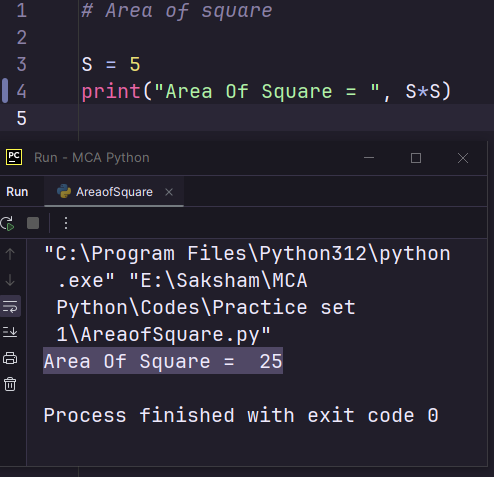 1 # Area of square
2
3 S = 5
4 print("Area Of Square = ", S*S)
5
PC Run - MCA Python
Run AreaofSquare
"C:\Program Files\Python312\python
.exe" "E:\Saksham\MCA
Python\Codes\Practice set
1\AreaofSquare.py"
Area Of Square =  25
Process finished with exit code 0